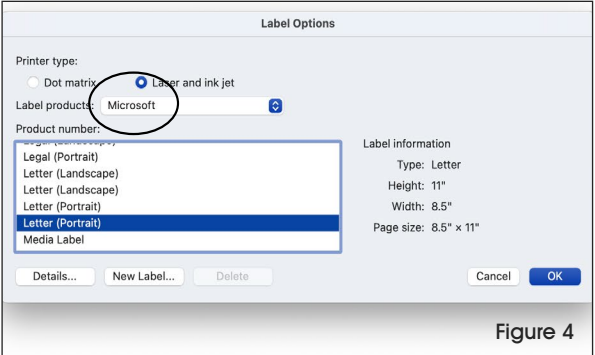 Label Options
Printer type:
Dot matrix Laser and ink jet
Label products: Microsoft
Product number:
Legal (Landscape)
Legal (Portrait)
Letter (Landscape)
Letter (Landscape)
Letter (Portrait)
Letter (Portrait)
Media Label
Label information
Type: Letter
Height: 11"
Width: 8.5"
Page size: 8.5" × 11"
Details... New Label... Delete Cancel OK
Figure 4